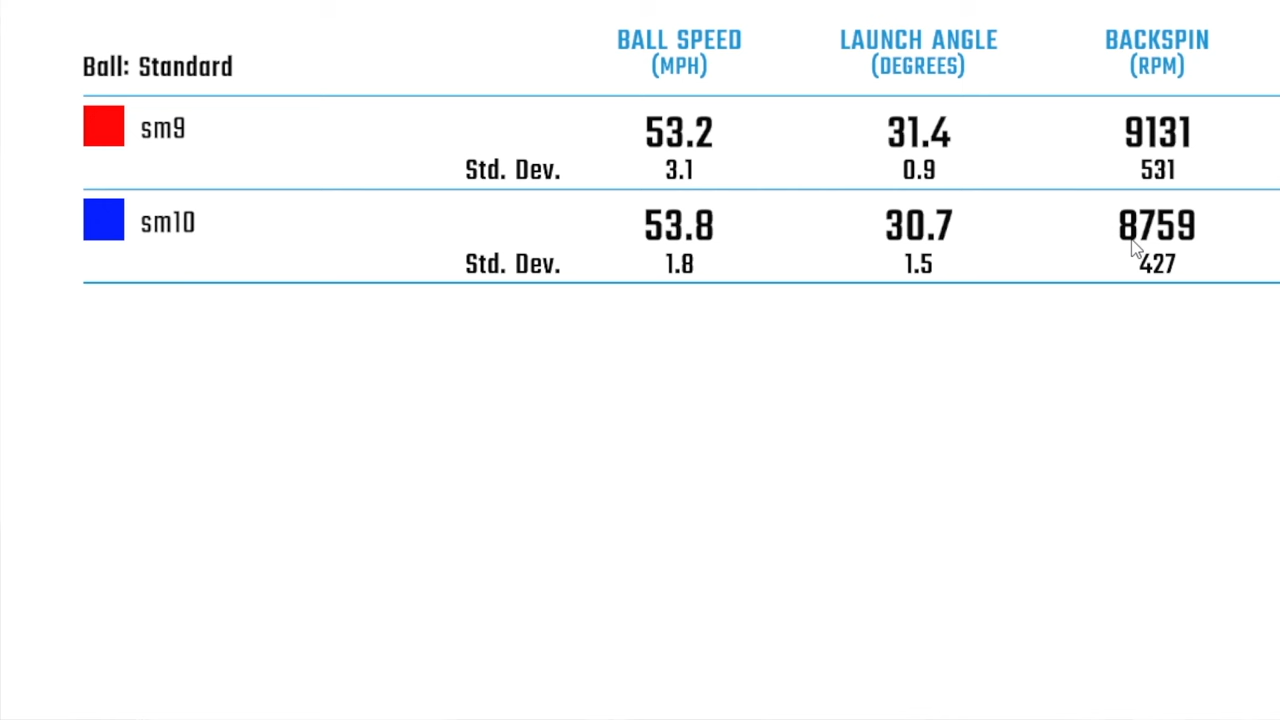 BALL SPEED LAUNCH ANGLE BACKSPIN
Ball: Standard (MPH) (DEGREES) (RPM)
sm9 53.2 31.4 9131
Std. Dev. 3.1 0.9 531
sm10 53.8 30.7 8759
Std. Dev. 1.8 1.5 427